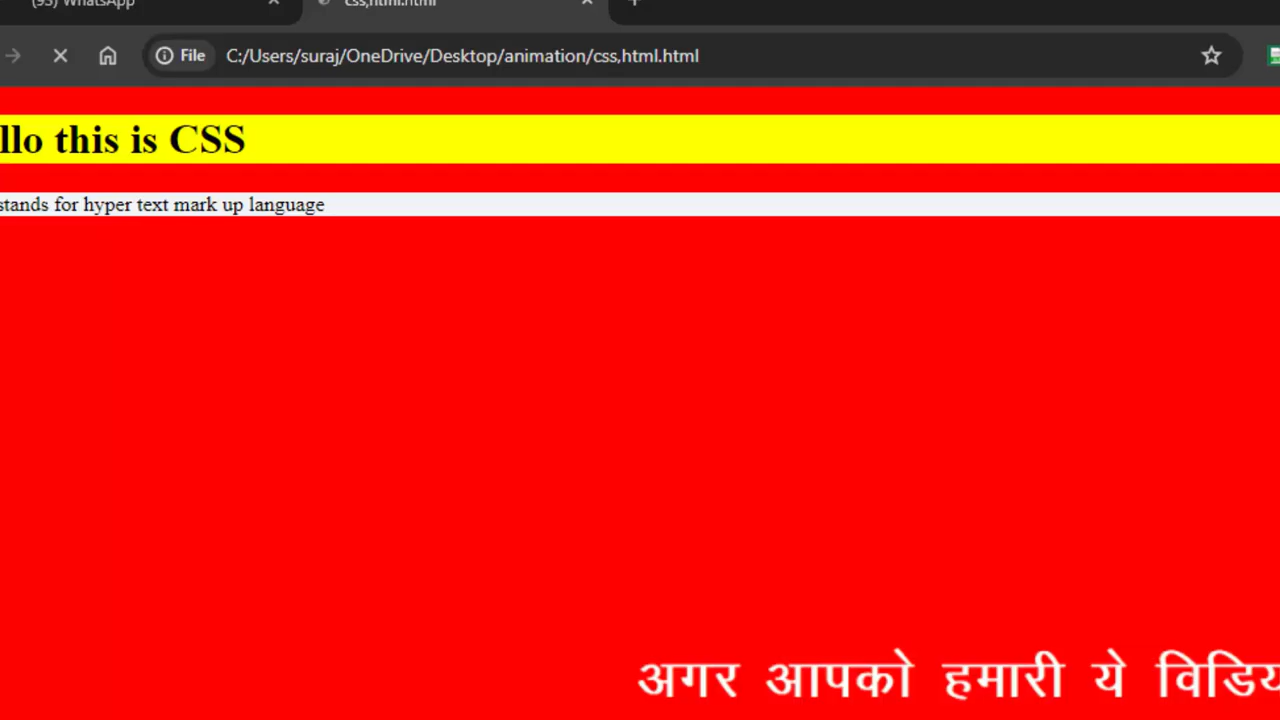 (93) WhatsApp
css,html.html
File C:/Users/suraj/OneDrive/Desktop/animation/css,html.html
llo this is CSS
stands for hyper text mark up language
अगर आपको हमारी ये